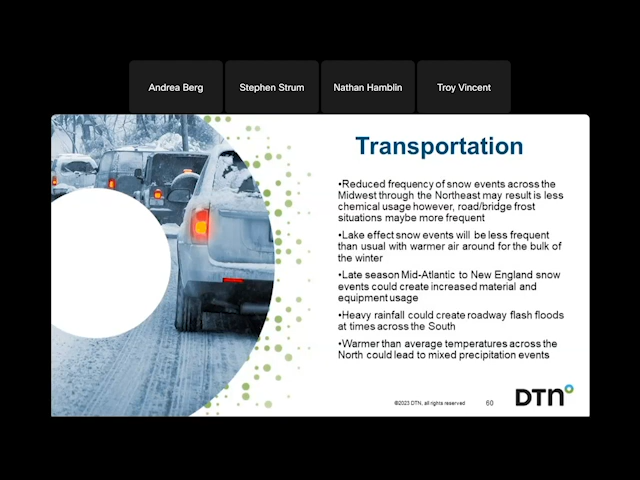 Andrea Berg
Stephen Strum
Nathan Hamblin
Troy Vincent
Transportation
•Reduced frequency of snow events across the
Midwest through the Northeast may result is less
chemical usage however, road/bridge frost
situations maybe more frequent
•Lake effect snow events will be less frequent
than usual with warmer air around for the bulk of
the winter
•Late season Mid-Atlantic to New England snow
events could create increased material and
equipment usage
•Heavy rainfall could create roadway flash floods
at times across the South
•Warmer than average temperatures across the
North could lead to mixed precipitation events
©2023 DTN, all rights reserved
60
DTN